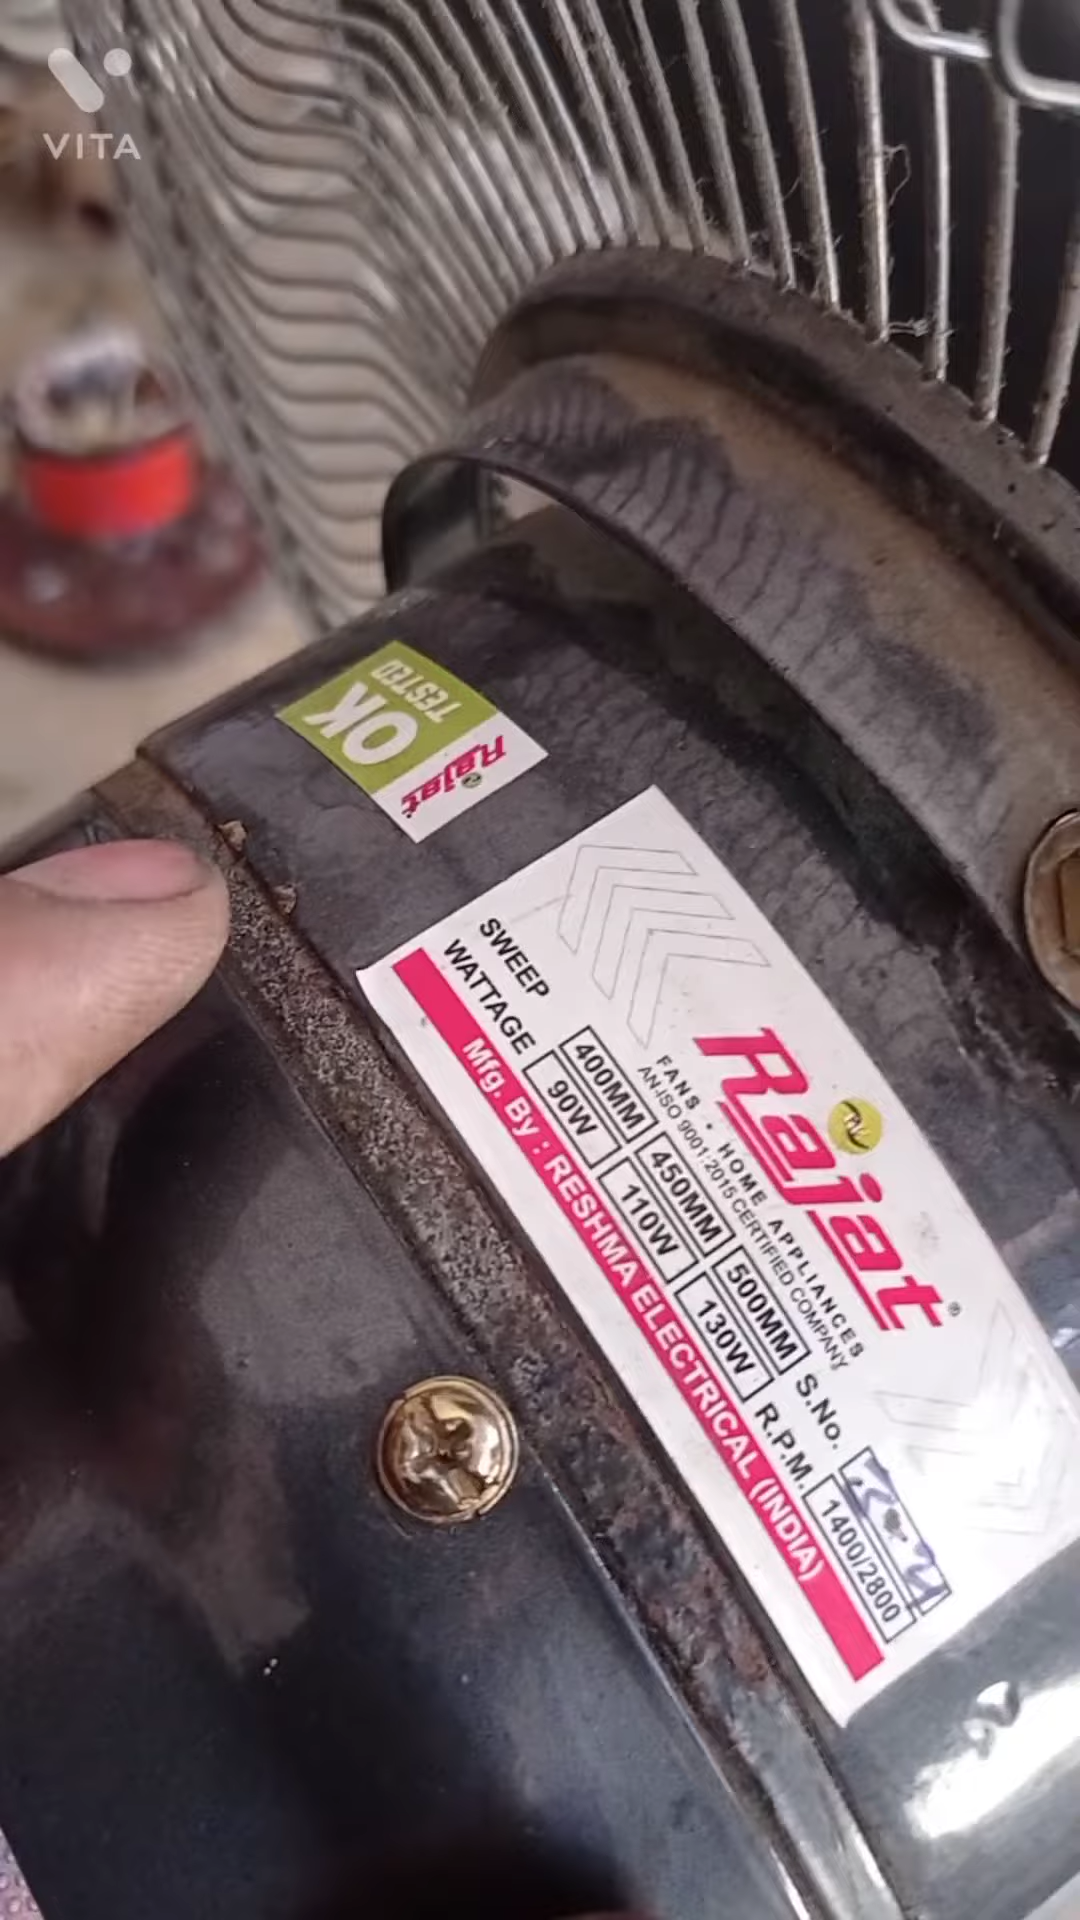 VITA
OK
TESTED
Rajat
Rajat®
FANS • HOME APPLIANCES
AN-ISO 9001:2015 CERTIFIED COMPANY
SWEEP 400MM 450MM 500MM S.No.
WATTAGE 90W 110W 130W R.P.M. 1400/2800
Mfg. By : RESHMA ELECTRICAL (INDIA)